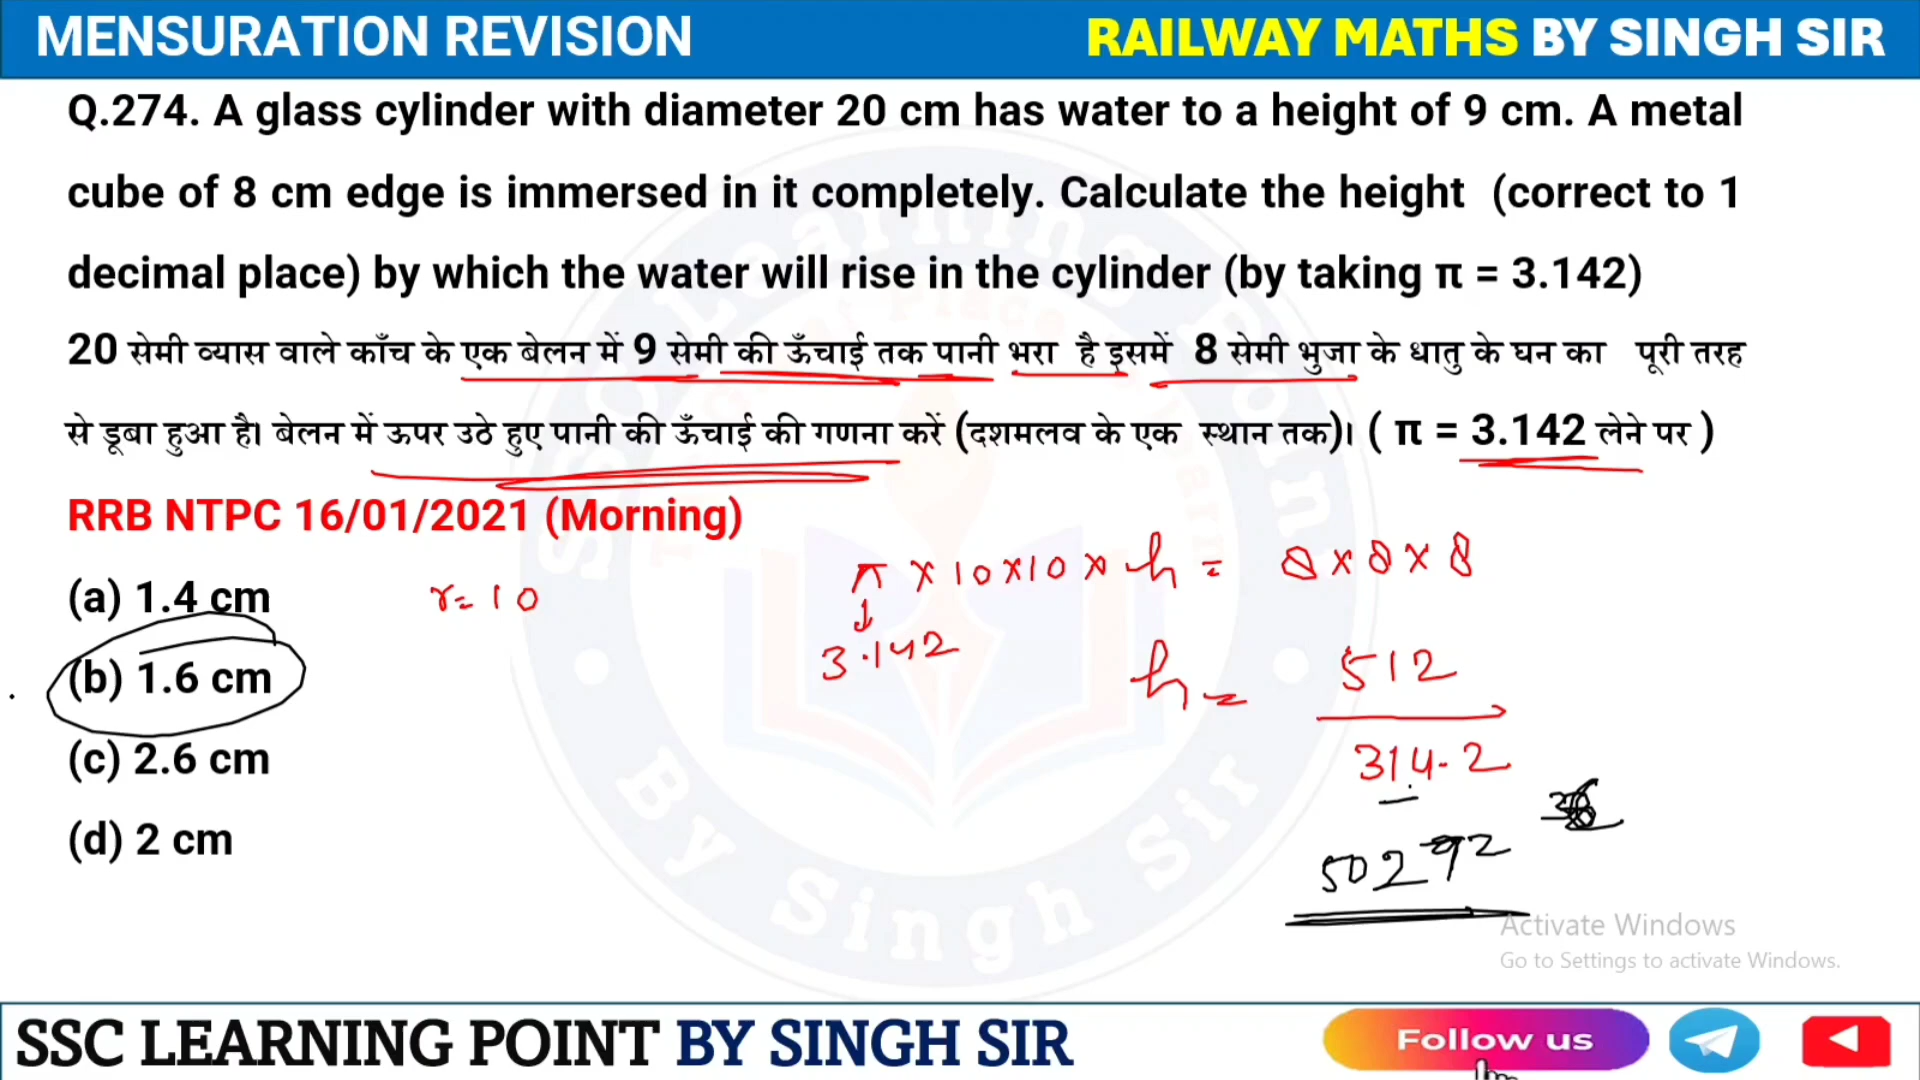 MENSURATION REVISION
RAILWAY MATHS BY SINGH SIR
Q.274. A glass cylinder with diameter 20 cm has water to a height of 9 cm. A metal
cube of 8 cm edge is immersed in it completely. Calculate the height (correct to 1
decimal place) by which the water will rise in the cylinder (by taking π = 3.142)
20 सेमी व्यास वाले काँच के एक बेलन में 9 सेमी की ऊँचाई तक पानी भरा है इसमें 8 सेमी भुजा के धातु के घन का पूरी तरह
से डूबा हुआ है। बेलन में ऊपर उठे हुए पानी की ऊँचाई की गणना करें (दशमलव के एक स्थान तक)। ( π = 3.142 लेने पर )
RRB NTPC 16/01/2021 (Morning)
π × 10 × 10 × h = 8 × 8 × 8
(a) 1.4 cm
r = 10
3.142
(b) 1.6 cm
h = 512
314.2
(c) 2.6 cm
(d) 2 cm
By Singh Sir
Activate Windows
Go to Settings to activate Windows.
SSC LEARNING POINT BY SINGH SIR
Follow us